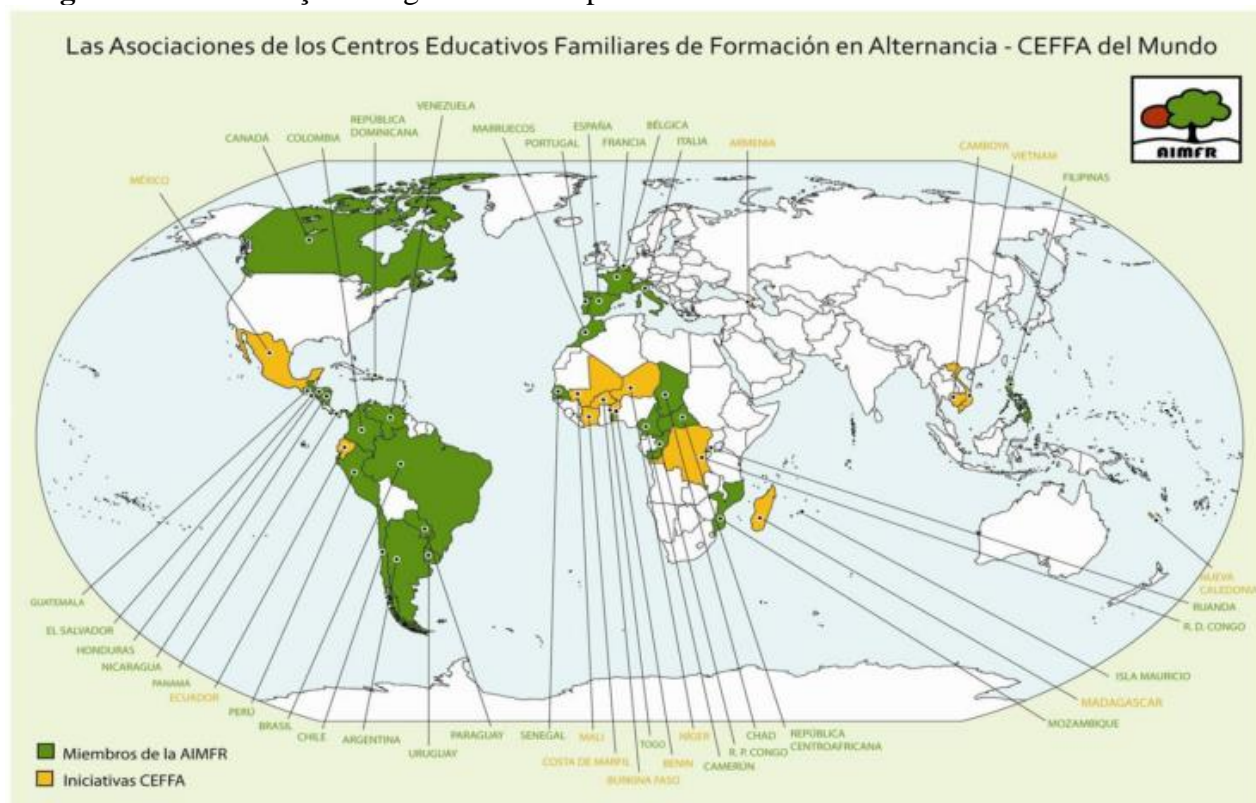 Las Asociaciones de los Centros Educativos Familiares de Formación en Alternancia - CEFFA del Mundo
AIMFR
VENEZUELA
REPÚBLICA
DOMINICANA
COLOMBIA
CANADÁ
MÉXICO
MARRUECOS
PORTUGAL
ESPAÑA
FRANCIA
BÉLGICA
ITALIA
ARMENIA
CAMBOYA
VIETNAM
FILIPINAS
GUATEMALA
EL SALVADOR
HONDURAS
NICARAGUA
PANAMA
ECUADOR
PERÚ
BRASIL
CHILE
ARGENTINA
URUGUAY
PARAGUAY
SENEGAL
MALI
COSTA DE MARFIL
BURKINA FASO
TOGO
BENIN
NÍGER
CAMERÚN
R. P. CONGO
CHAD
REPÚBLICA
CENTROAFRICANA
MOZAMBIQUE
MADAGASCAR
ISLA MAURICIO
R. D. CONGO
RUANDA
NUEVA
CALEDONIA
Miembros de la AIMFR
Iniciativas CEFFA